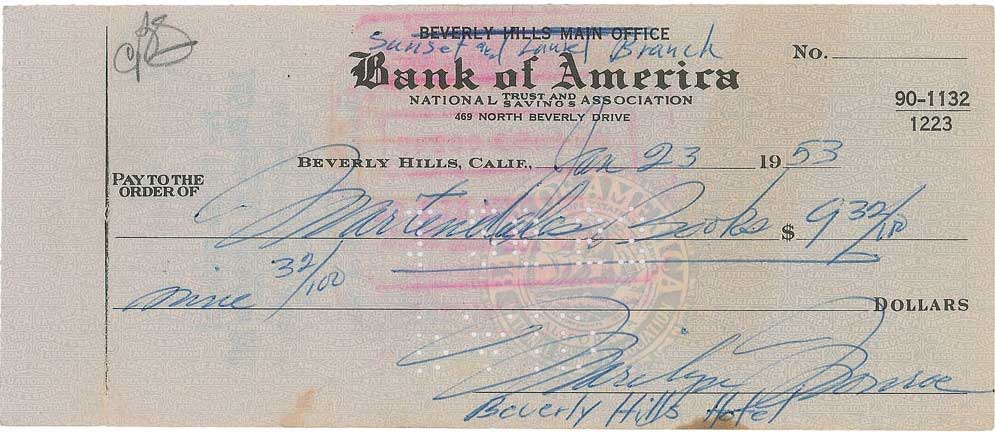 BEVERLY HILLS MAIN OFFICE
Sunset and Laurel Branch
No.
Bank of America
NATIONAL TRUST AND SAVINGS ASSOCIATION
469 NORTH BEVERLY DRIVE
90-1132
1223
BEVERLY HILLS, CALIF., Jan 23 1953
PAY TO THE
ORDER OF Martindales Books $ 9 32/100
nine 32/100 DOLLARS
Marilyn Monroe
Beverly Hills Hotel